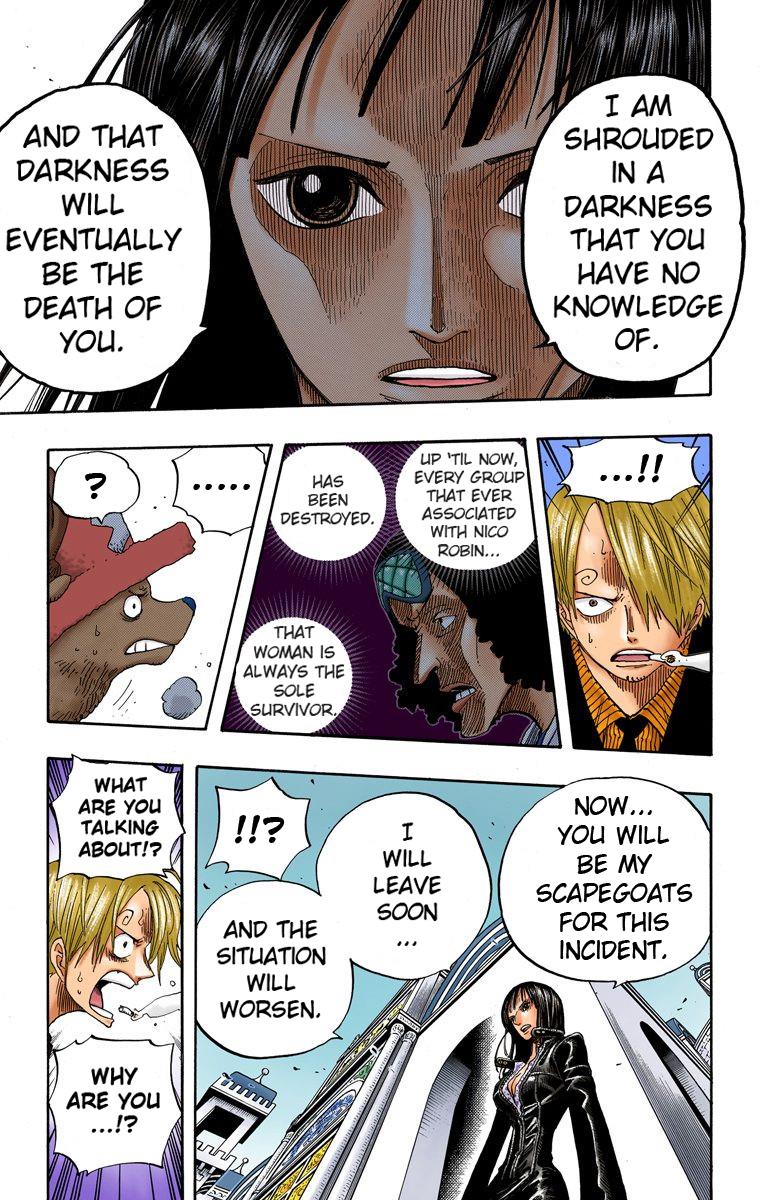 I AM
SHROUDED
IN A
DARKNESS
THAT YOU
HAVE NO
KNOWLEDGE
OF.
AND THAT
DARKNESS
WILL
EVENTUALLY
BE THE
DEATH OF
YOU.
...!!
UP 'TIL NOW,
EVERY GROUP
THAT EVER
ASSOCIATED
WITH NICO
ROBIN...
HAS
BEEN
DESTROYED.
THAT
WOMAN IS
ALWAYS THE
SOLE
SURVIVOR.
.....
?
NOW...
YOU WILL
BE MY
SCAPEGOATS
FOR THIS
INCIDENT.
I
WILL
LEAVE
SOON
...
AND THE
SITUATION
WILL
WORSEN.
!!?
WHAT
ARE YOU
TALKING
ABOUT!?
WHY
ARE YOU
...!?